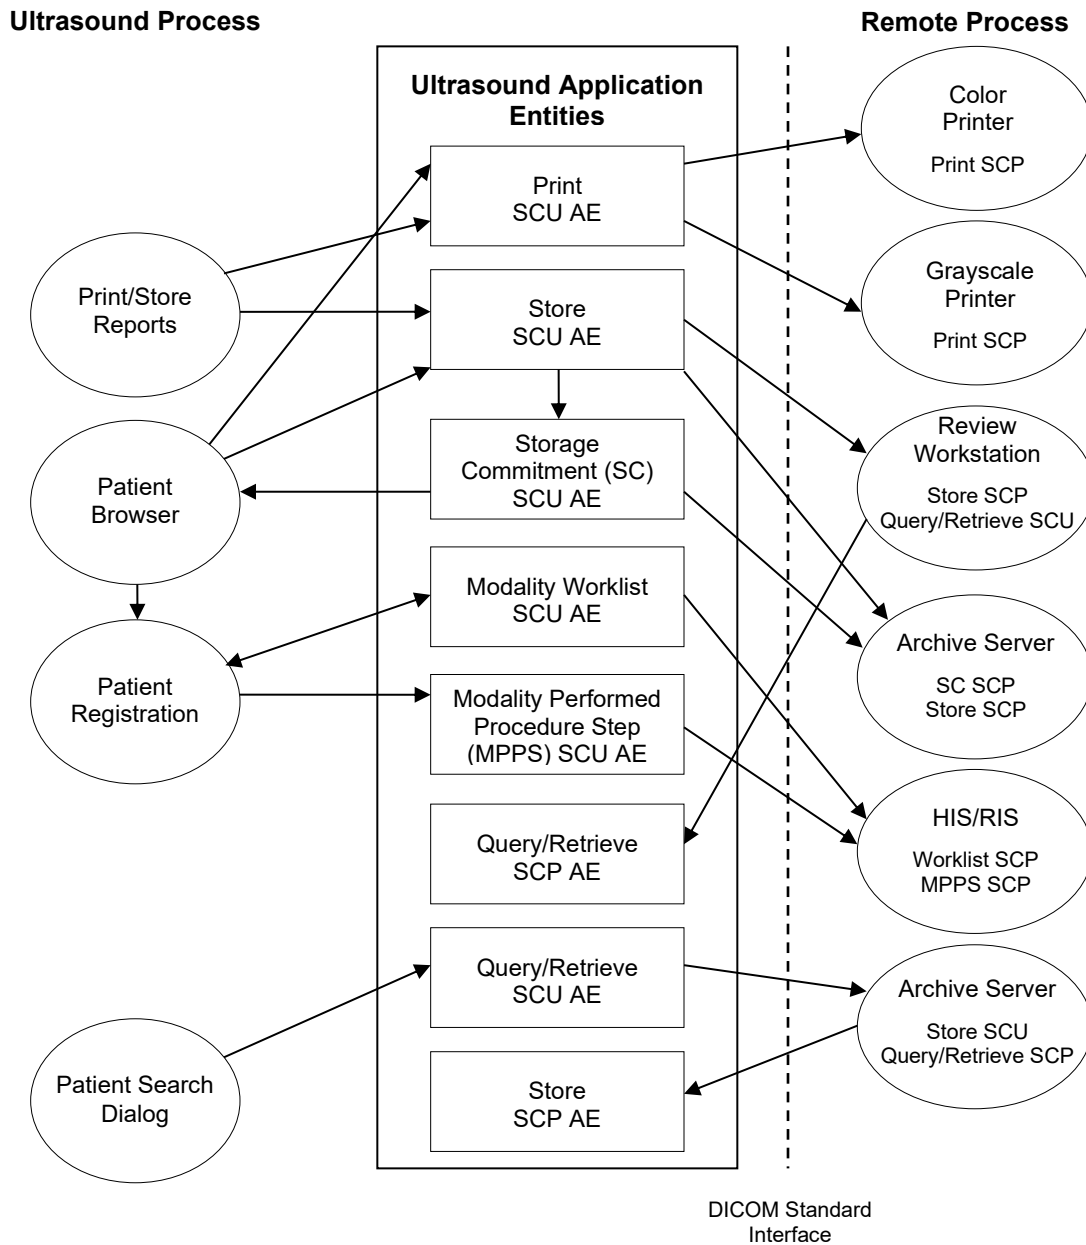 Ultrasound Process
Remote Process
Ultrasound Application
Entities
Print
SCU AE
Store
SCU AE
Storage
Commitment (SC)
SCU AE
Modality Worklist
SCU AE
Modality Performed
Procedure Step
(MPPS) SCU AE
Query/Retrieve
SCP AE
Query/Retrieve
SCU AE
Store
SCP AE
Print/Store
Reports
Patient
Browser
Patient
Registration
Patient Search
Dialog
Color
Printer
Print SCP
Grayscale
Printer
Print SCP
Review
Workstation
Store SCP
Query/Retrieve SCU
Archive Server
SC SCP
Store SCP
HIS/RIS
Worklist SCP
MPPS SCP
Archive Server
Store SCU
Query/Retrieve SCP
DICOM Standard
Interface